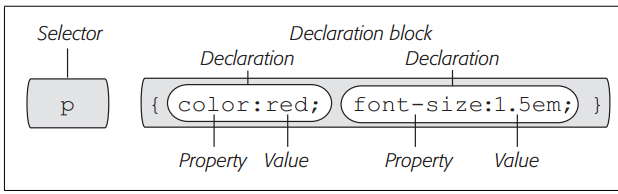 Selector Declaration block
Declaration Declaration
p { color:red; font-size:1.5em; }
Property Value Property Value